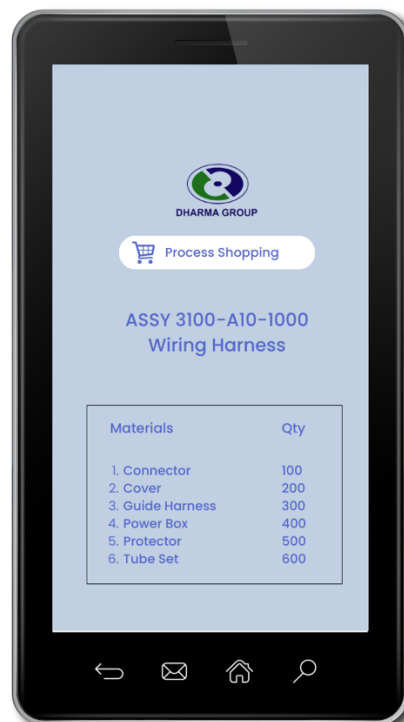 DHARMA GROUP
Process Shopping
ASSY 3100-A10-1000
Wiring Harness
Materials Qty
1. Connector 100
2. Cover 200
3. Guide Harness 300
4. Power Box 400
5. Protector 500
6. Tube Set 600